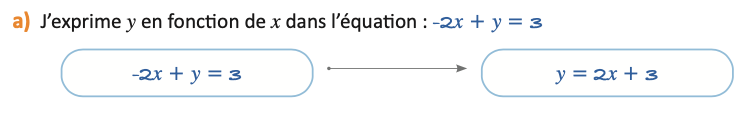 a) J'exprime y en fonction de x dans l'équation : -2x + y = 3
-2x + y = 3
y = 2x + 3